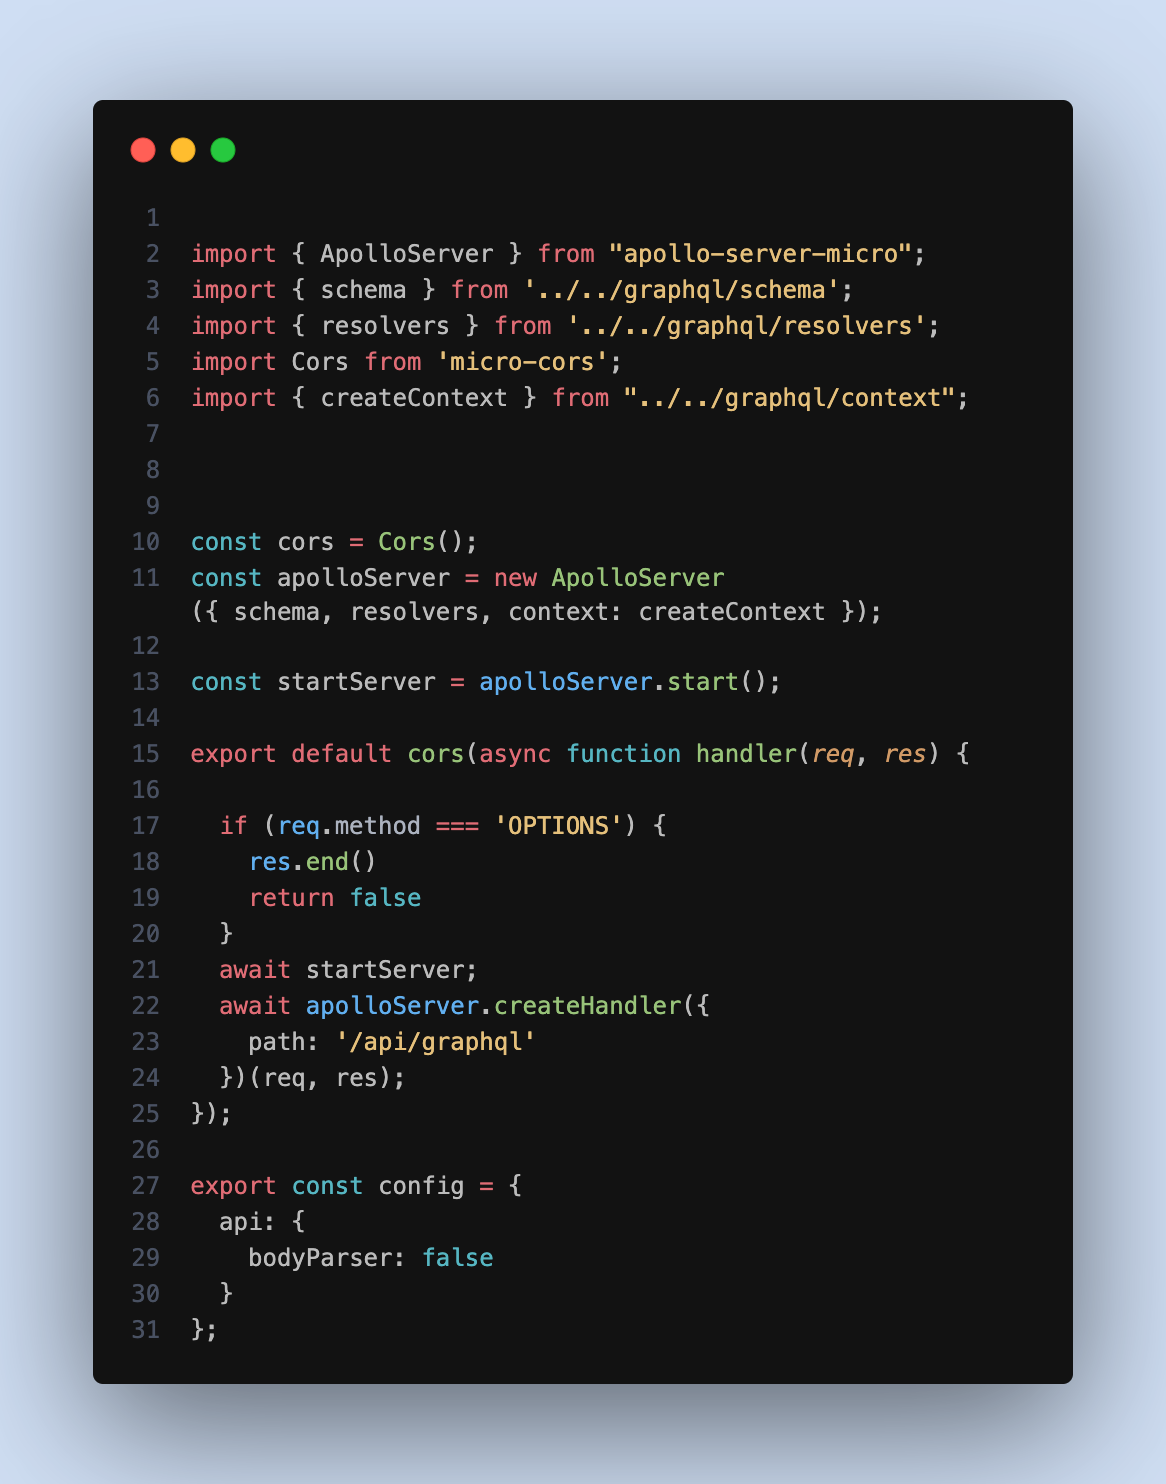 1
2 import { ApolloServer } from "apollo-server-micro";
3 import { schema } from '../../graphql/schema';
4 import { resolvers } from '../../graphql/resolvers';
5 import Cors from 'micro-cors';
6 import { createContext } from "../../graphql/context";
7
8
9
10 const cors = Cors();
11 const apolloServer = new ApolloServer
({ schema, resolvers, context: createContext });
12
13 const startServer = apolloServer.start();
14
15 export default cors(async function handler(req, res) {
16
17   if (req.method === 'OPTIONS') {
18     res.end()
19     return false
20   }
21   await startServer;
22   await apolloServer.createHandler({
23     path: '/api/graphql'
24   })(req, res);
25 });
26
27 export const config = {
28   api: {
29     bodyParser: false
30   }
31 };